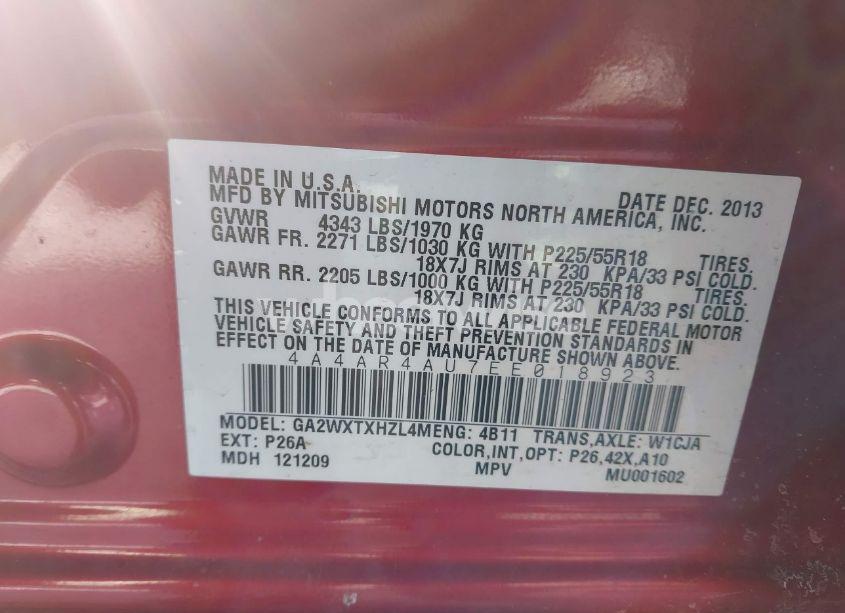 MADE IN U.S.A.
MFD BY MITSUBISHI MOTORS NORTH AMERICA, INC. DATE DEC. 2013
GVWR 4343 LBS/1970 KG
GAWR FR. 2271 LBS/1030 KG WITH P225/55R18 TIRES.
18X7J RIMS AT 230 KPA/33 PSI COLD.
GAWR RR. 2205 LBS/1000 KG WITH P225/55R18 TIRES.
18X7J RIMS AT 230 KPA/33 PSI COLD.
THIS VEHICLE CONFORMS TO ALL APPLICABLE FEDERAL MOTOR
VEHICLE SAFETY AND THEFT PREVENTION STANDARDS IN
EFFECT ON THE DATE OF MANUFACTURE SHOWN ABOVE.
4A4AR4AU7EE018923
MODEL: GA2WXTXHZL4MENG: 4B11 TRANS,AXLE: W1CJA
EXT: P26A COLOR,INT,OPT: P26,42X,A10
MDH 121209 MPV MU001602